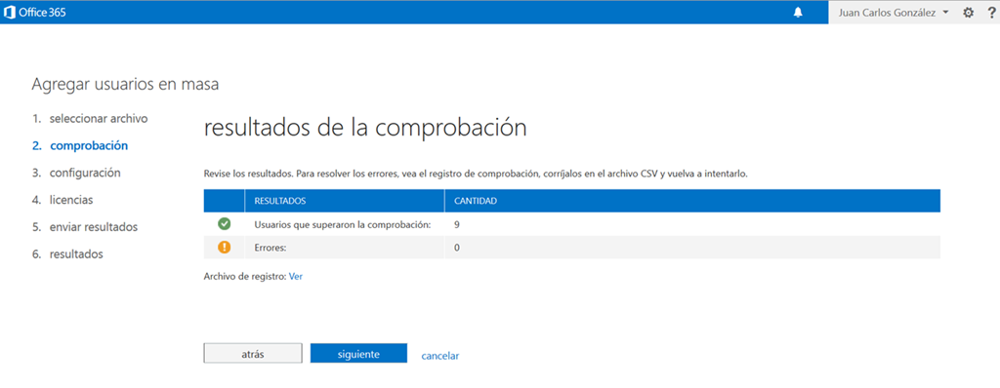 Office 365
Juan Carlos González
?
Agregar usuarios en masa
1. seleccionar archivo
2. comprobación
3. configuración
4. licencias
5. enviar resultados
6. resultados
resultados de la comprobación
Revise los resultados. Para resolver los errores, vea el registro de comprobación, corríjalos en el archivo CSV y vuelva a intentarlo.
RESULTADOS CANTIDAD
Usuarios que superaron la comprobación: 9
Errores: 0
Archivo de registro: Ver
atrás siguiente cancelar